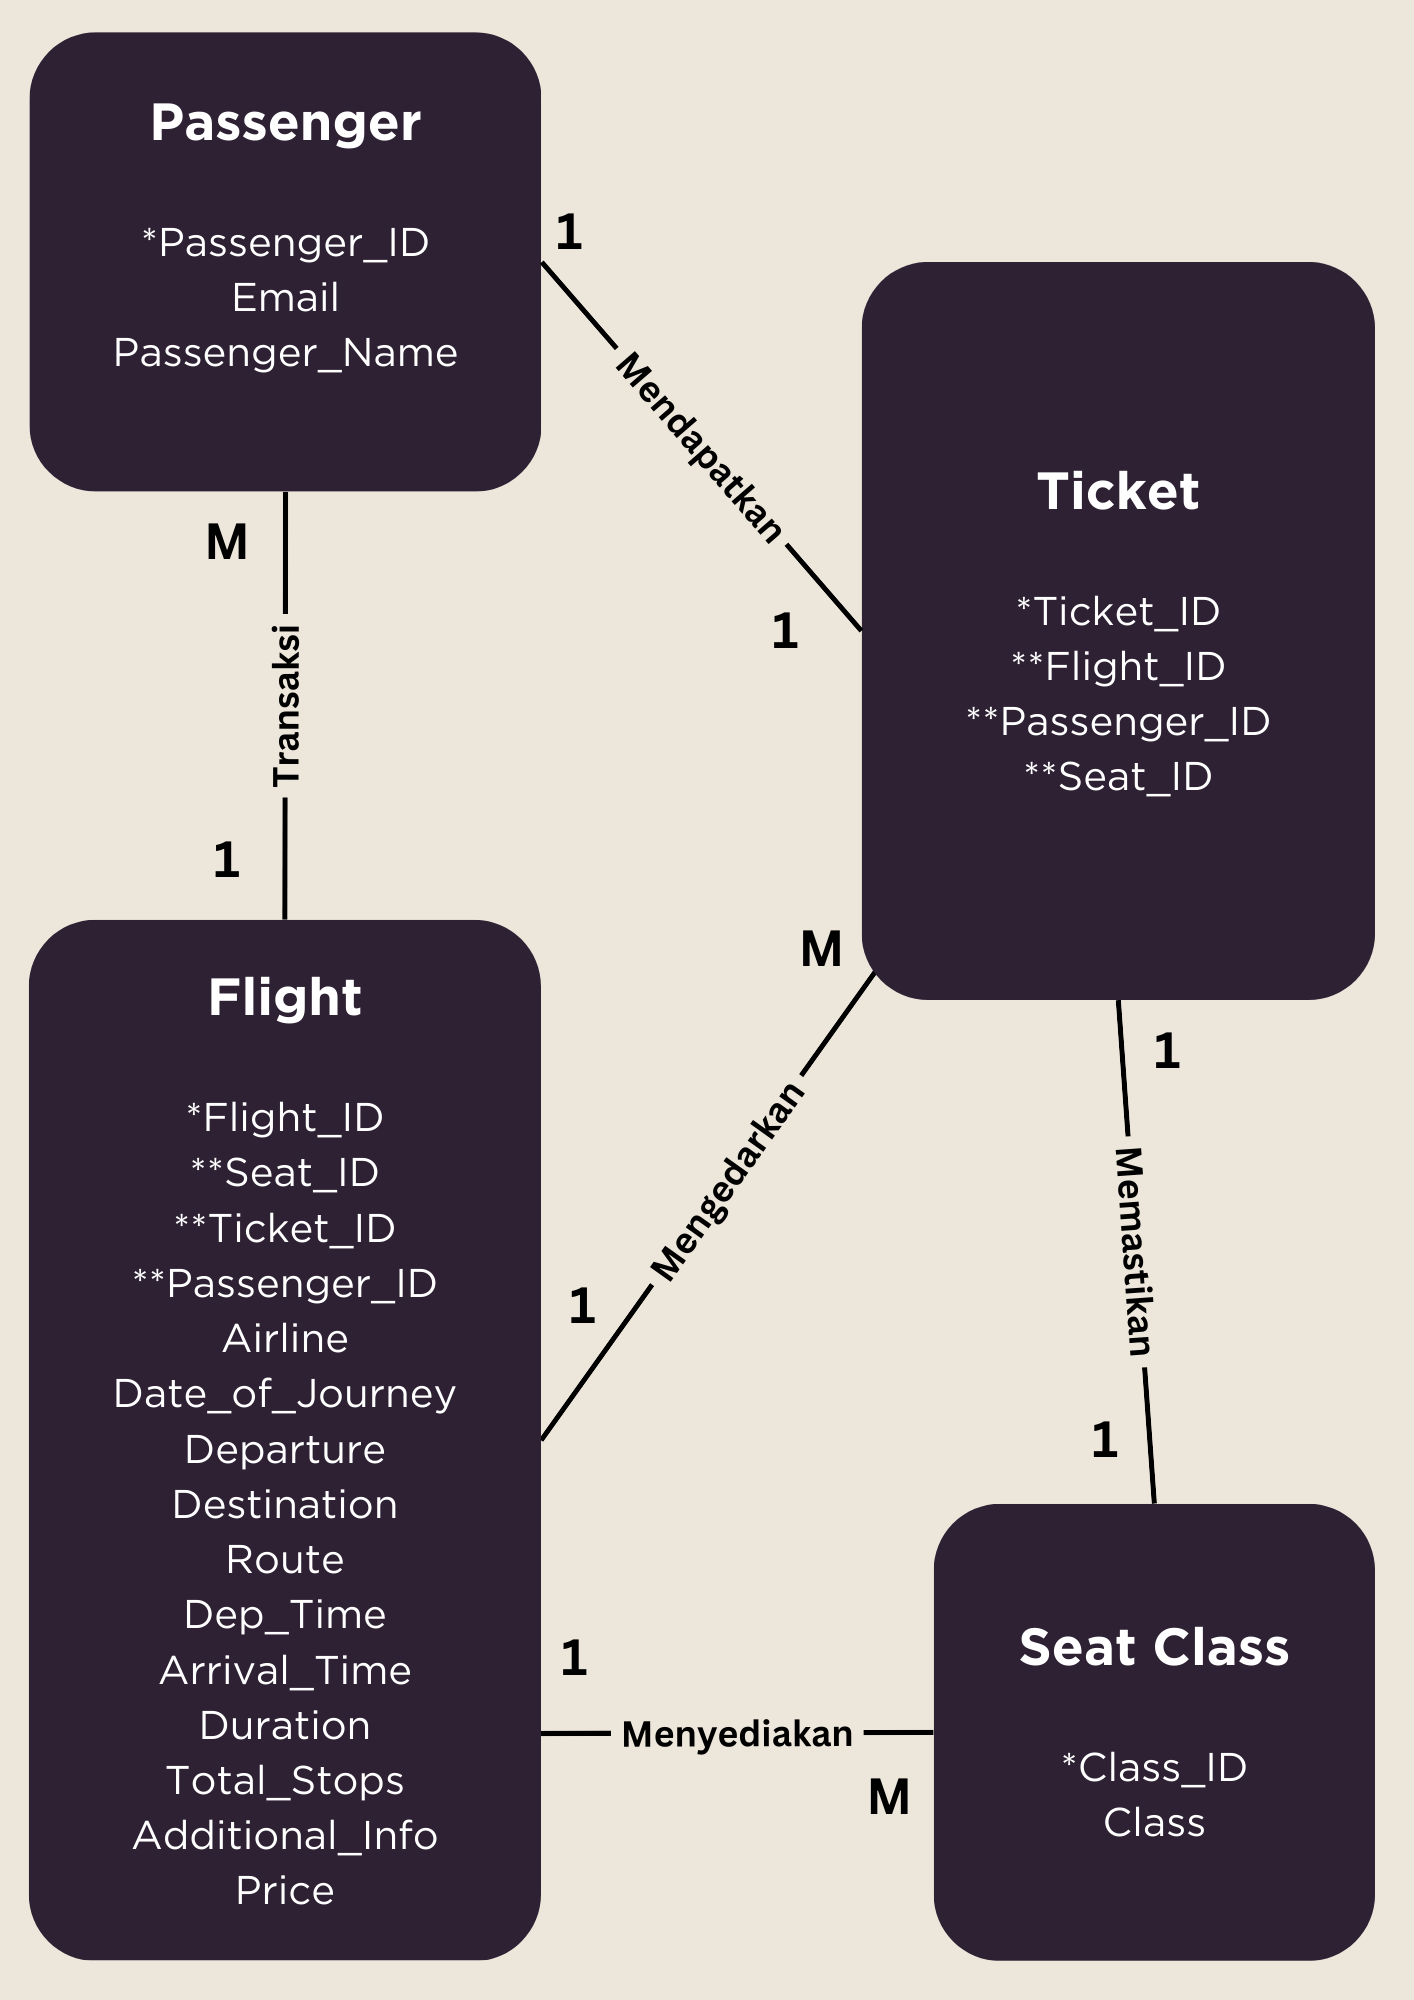 Passenger
*Passenger_ID
Email
Passenger_Name
1
Mendapatkan
1
Ticket
*Ticket_ID
**Flight_ID
**Passenger_ID
**Seat_ID
M
Transaksi
1
Flight
*Flight_ID
**Seat_ID
**Ticket_ID
**Passenger_ID
Airline
Date_of_Journey
Departure
Destination
Route
Dep_Time
Arrival_Time
Duration
Total_Stops
Additional_Info
Price
M
Mengedarkan
1
1
Memastikan
1
1
Menyediakan
M
Seat Class
*Class_ID
Class